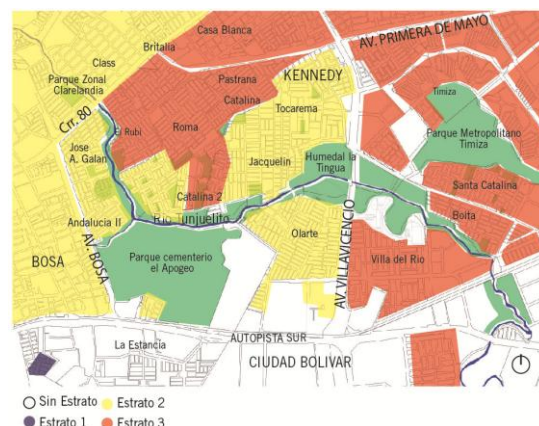 Casa Blanca
AV. PRIMERA DE MAYO
Britalia
Class
Parque Zonal
Clarelandia
Pastrana
KENNEDY
Catalina
Tocarema
Timiza
Crr. 80
El Rubi
Roma
Parque Metropolitano
Timiza
Jose
A. Galan
Jacquelin
Humedal la
Tingua
Santa Catalina
Catalina 2
Boita
Andalucia II
Rio Tunjuelito
AV. BOSA
Olarte
AV. VILLAVICENCIO
BOSA
Parque cementerio
el Apogeo
Villa del Rio
AUTOPISTA SUR
La Estancia
CIUDAD BOLIVAR
Sin Estrato
Estrato 2
Estrato 1
Estrato 3